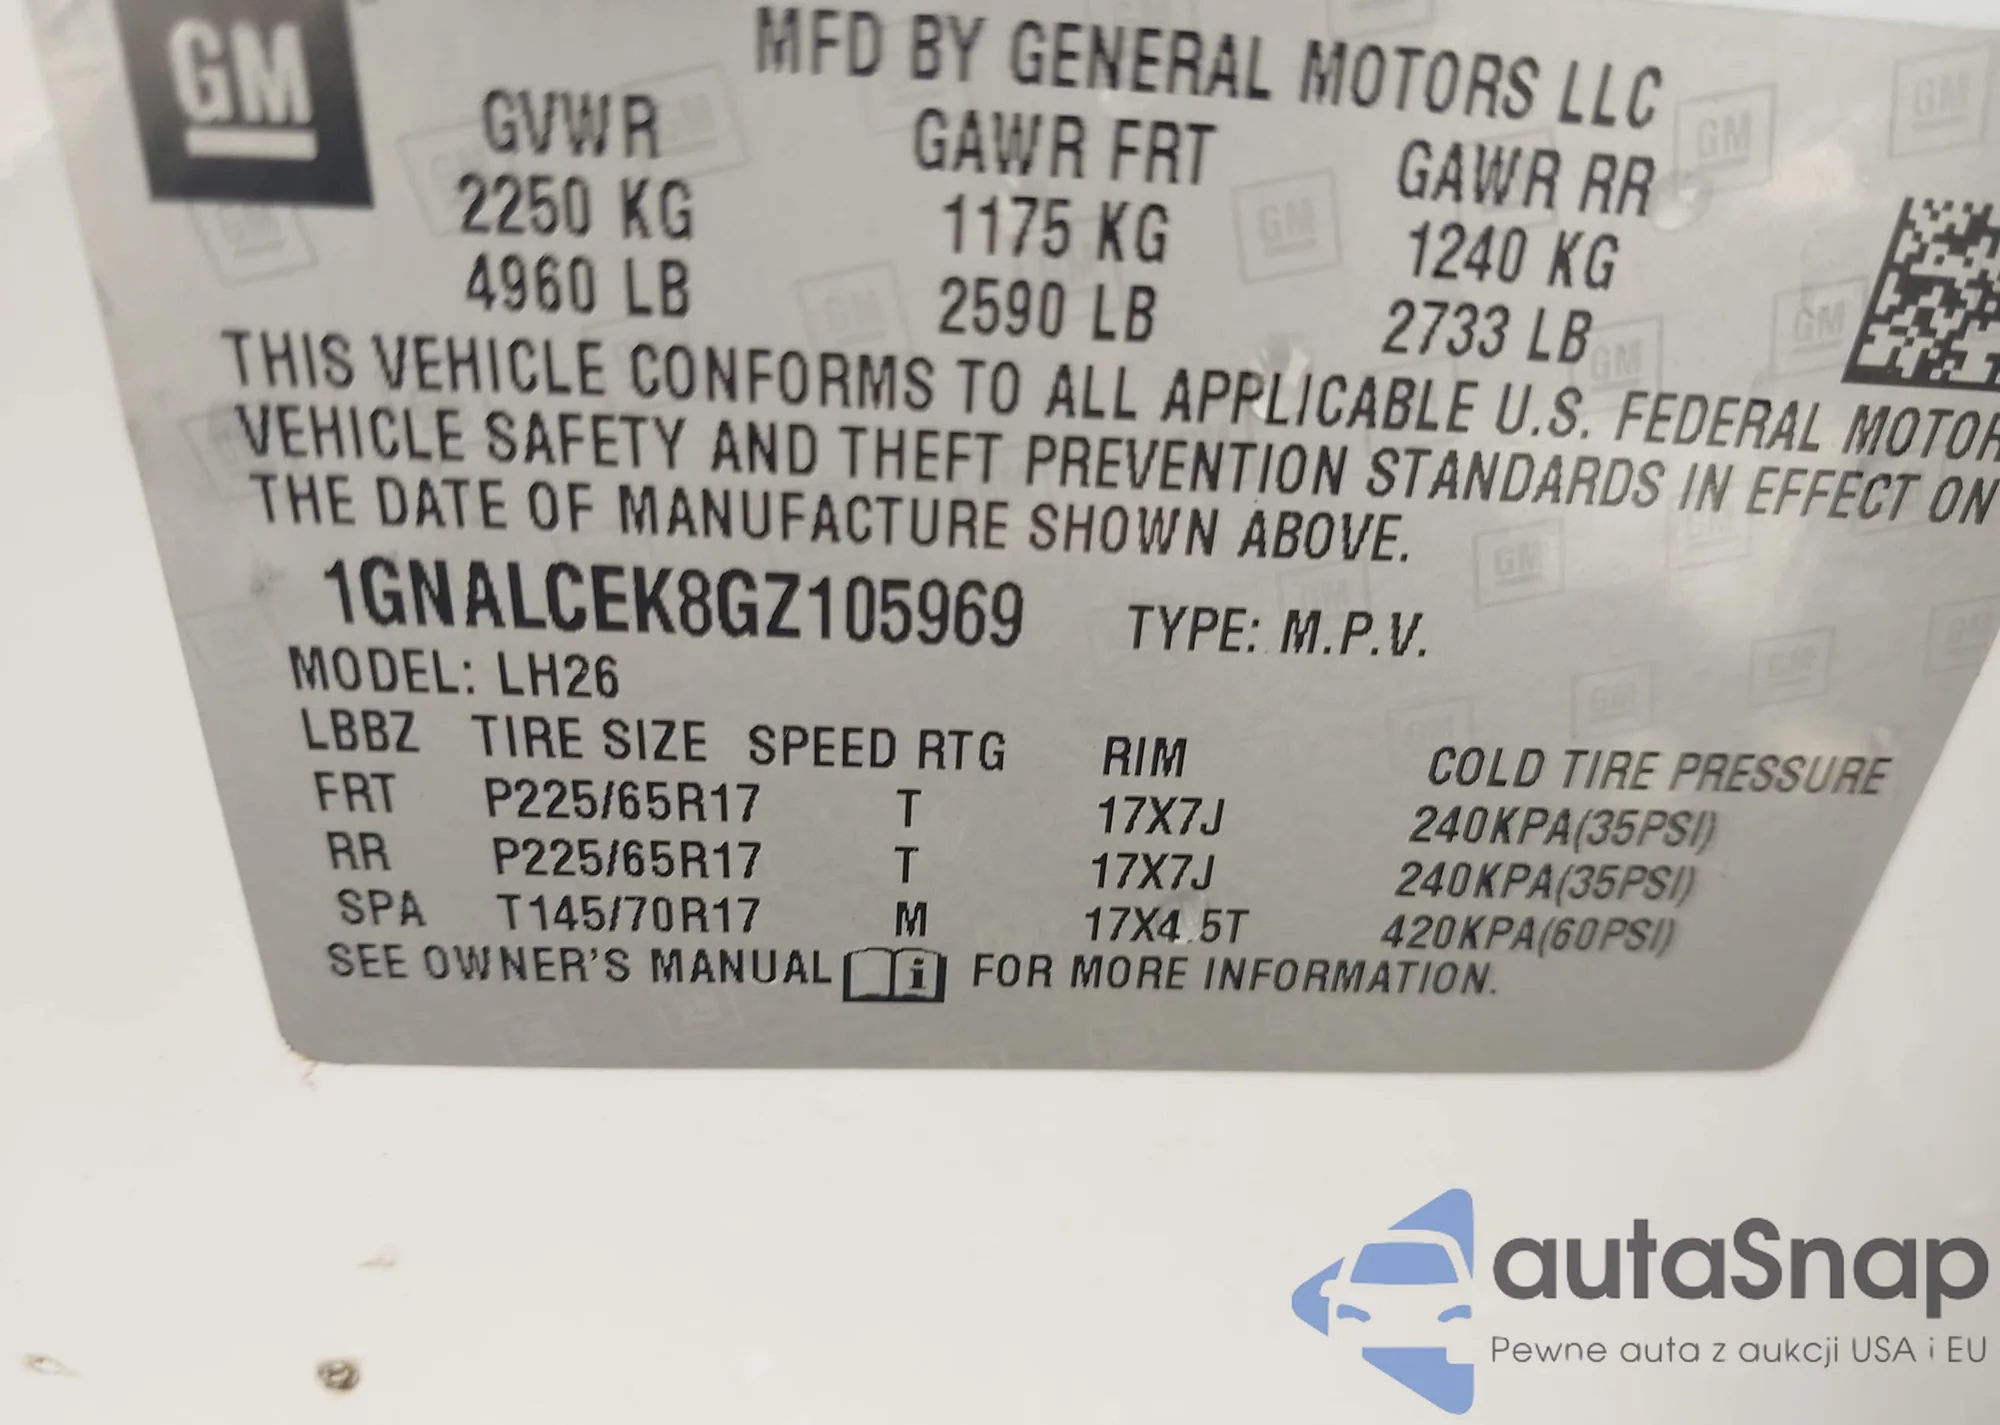 GM
MFD BY GENERAL MOTORS LLC
GVWR GAWR FRT GAWR RR
2250 KG 1175 KG 1240 KG
4960 LB 2590 LB 2733 LB
THIS VEHICLE CONFORMS TO ALL APPLICABLE U.S. FEDERAL MOTOR
VEHICLE SAFETY AND THEFT PREVENTION STANDARDS IN EFFECT ON
THE DATE OF MANUFACTURE SHOWN ABOVE.
1GNALCEK8GZ105969 TYPE: M.P.V.
MODEL: LH26
LBBZ TIRE SIZE SPEED RTG RIM COLD TIRE PRESSURE
FRT P225/65R17 T 17X7J 240KPA(35PSI)
RR P225/65R17 T 17X7J 240KPA(35PSI)
SPA T145/70R17 M 17X4.5T 420KPA(60PSI)
SEE OWNER'S MANUAL i FOR MORE INFORMATION.
autaSnap
Pewne auta z aukcji USA i EU